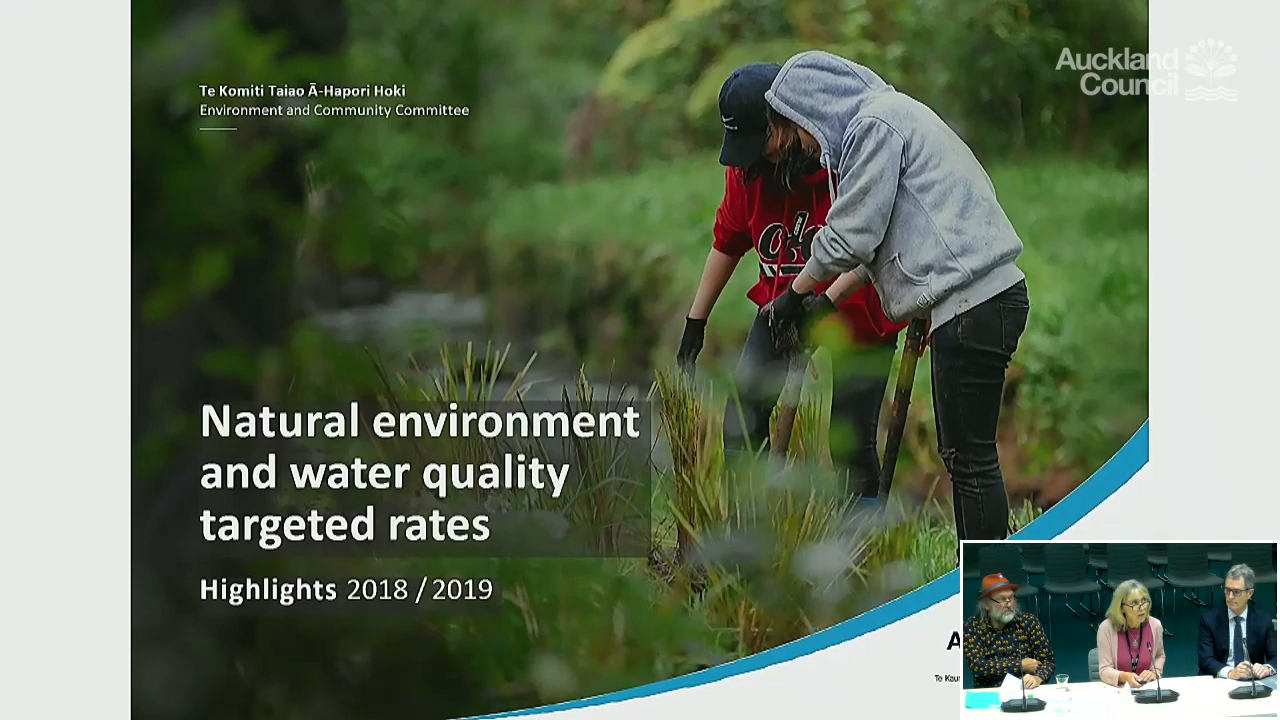 Auckland
Council
Te Komiti Taiao Ā-Hapori Hoki
Environment and Community Committee
Natural environment
and water quality
targeted rates
Highlights 2018 / 2019